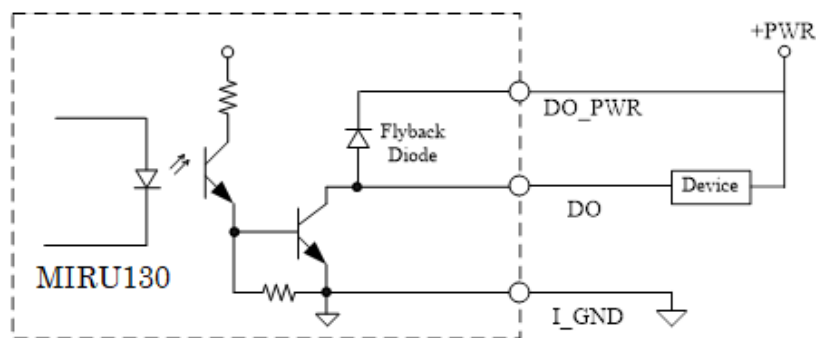 +PWR
DO_PWR
Flyback
Diode
Device
DO
MIRU130
I_GND